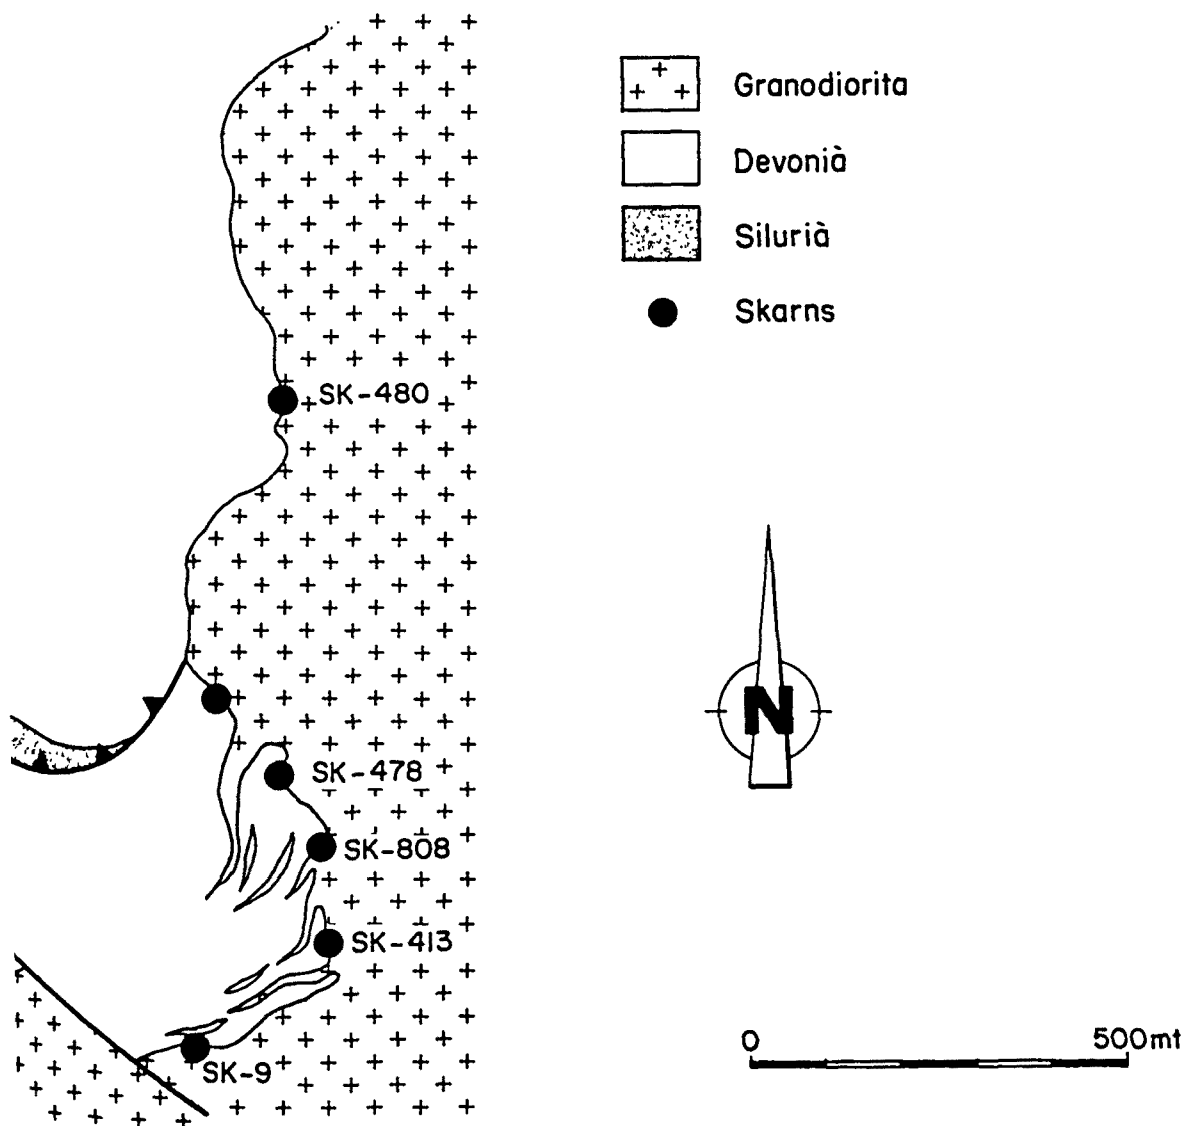 Granodiorita
Devonià
Silurià
Skarns
SK-480
SK-478
SK-808
SK-413
SK-9
N
0 500mt